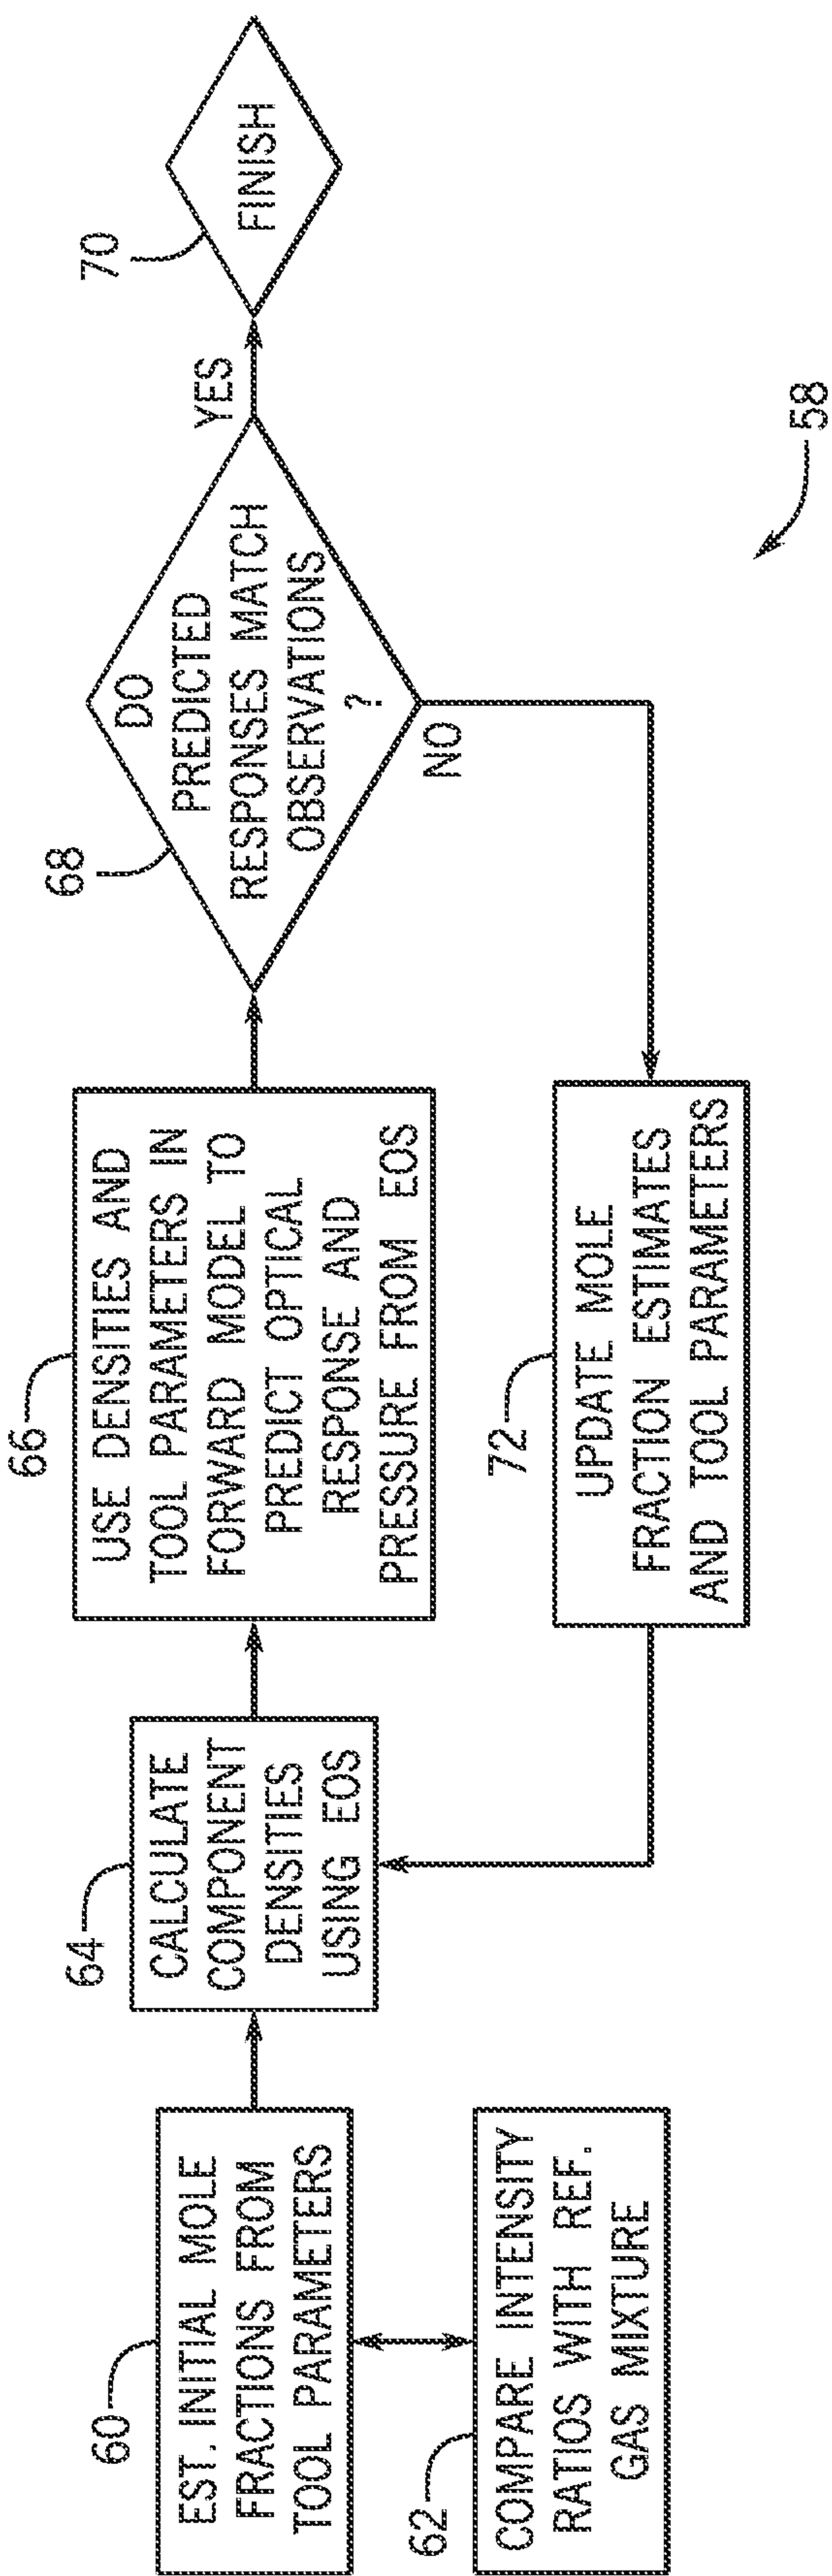 60
EST. INITIAL MOLE
FRACTIONS FROM
TOOL PARAMETERS
62
COMPARE INTENSITY
RATIOS WITH REF.
GAS MIXTURE
64
CALCULATE
COMPONENT
DENSITIES
USING EOS
66
USE DENSITIES AND
TOOL PARAMETERS IN
FORWARD MODEL TO
PREDICT OPTICAL
RESPONSE AND
PRESSURE FROM EOS
68
DO
PREDICTED
RESPONSES MATCH
OBSERVATIONS
?
YES
70
FINISH
NO
72
UPDATE MOLE
FRACTION ESTIMATES
AND TOOL PARAMETERS
58